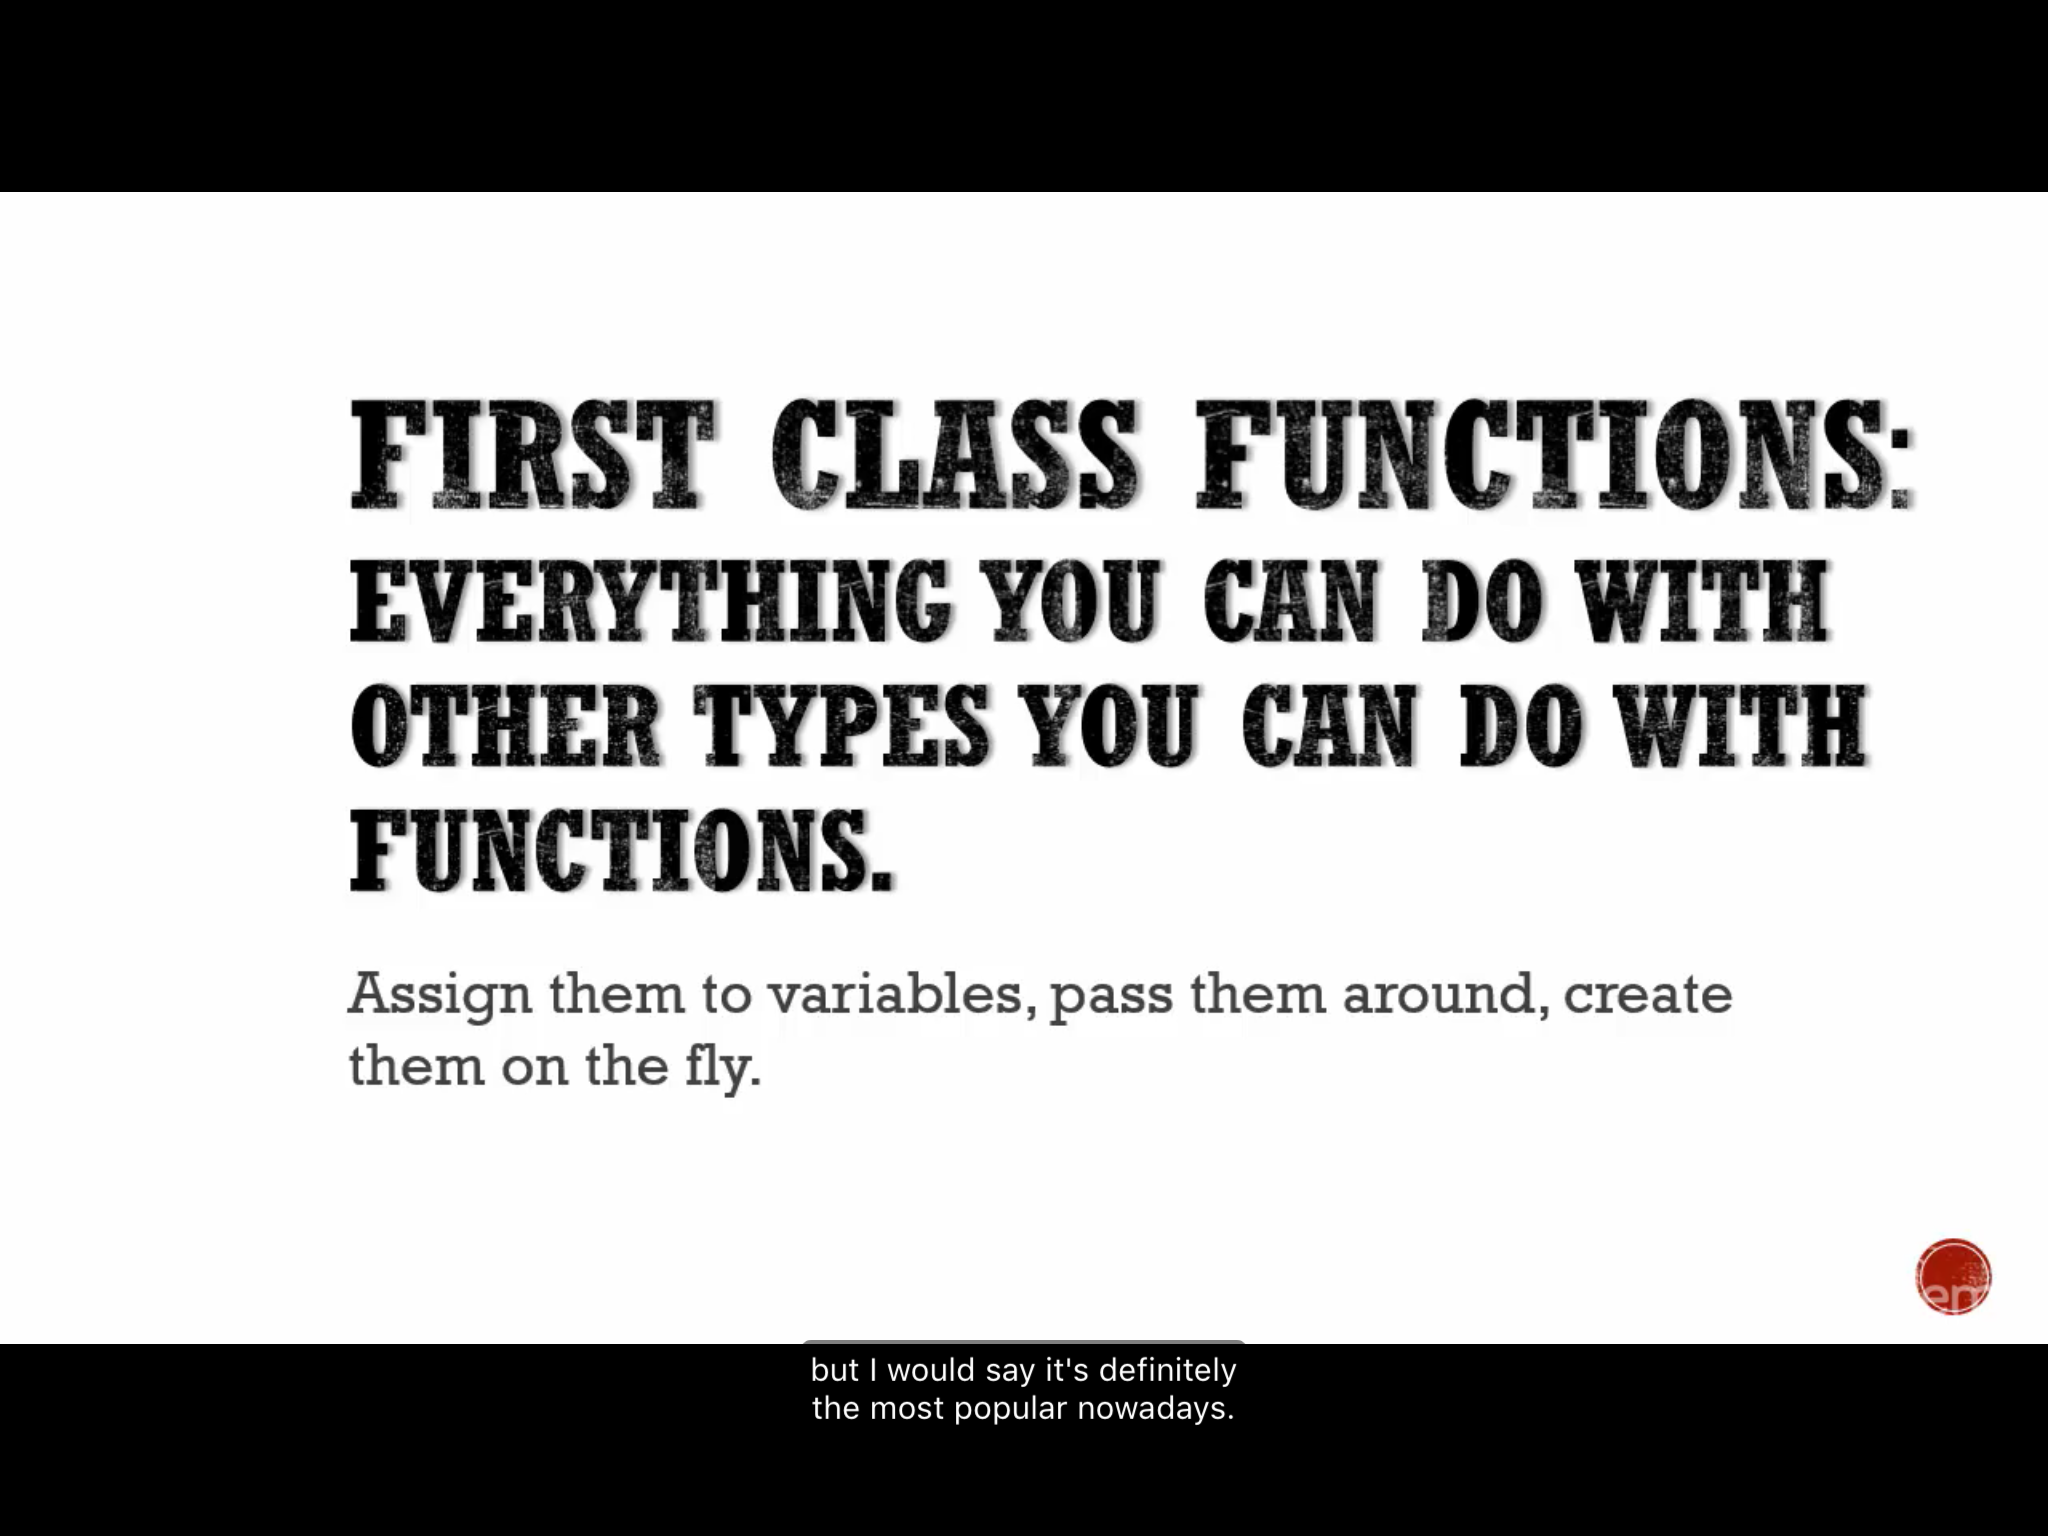 FIRST CLASS FUNCTIONS:
EVERYTHING YOU CAN DO WITH
OTHER TYPES YOU CAN DO WITH
FUNCTIONS.
Assign them to variables, pass them around, create
them on the fly.
em
but I would say it's definitely
the most popular nowadays.